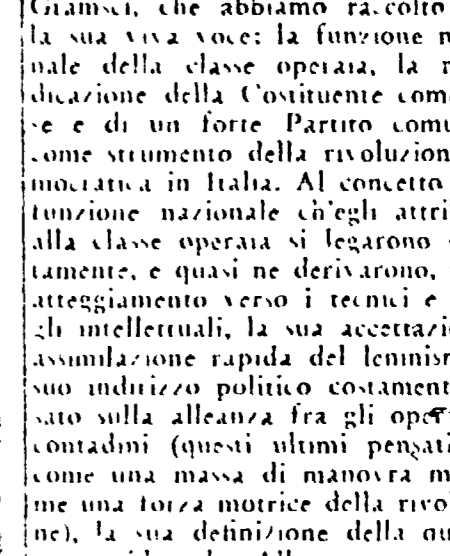 Gramsci, che abbiamo raccolto
la sua viva voce: la funzione n
nale della classe operaia, la r
dicazione della Costituente com
se e di un forte Partito comu
come strumento della rivoluzion
mocratica in Italia. Al concetto
funzione nazionale ch'egli attri
alla classe operaia si legarono
tamente, e quasi ne derivarono,
atteggiamento verso i tecnici e
gli intellettuali, la sua accettazi
assimilazione rapida del leninism
suo indirizzo politico costament
sato sulla alleanza fra gli oper
contadini (questi ultimi pensati
come una massa di manovra m
me una forza motrice della rivol
ne), la sua definizione della qu